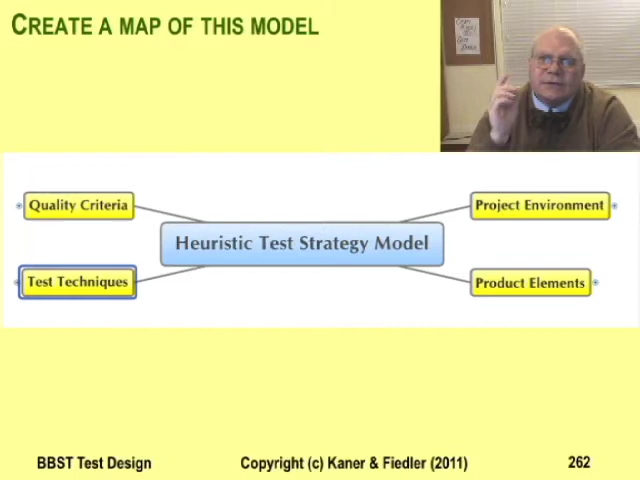 CREATE A MAP OF THIS MODEL
Quality Criteria
Project Environment
Heuristic Test Strategy Model
Test Techniques
Product Elements
BBST Test Design
Copyright (c) Kaner & Fiedler (2011)
262